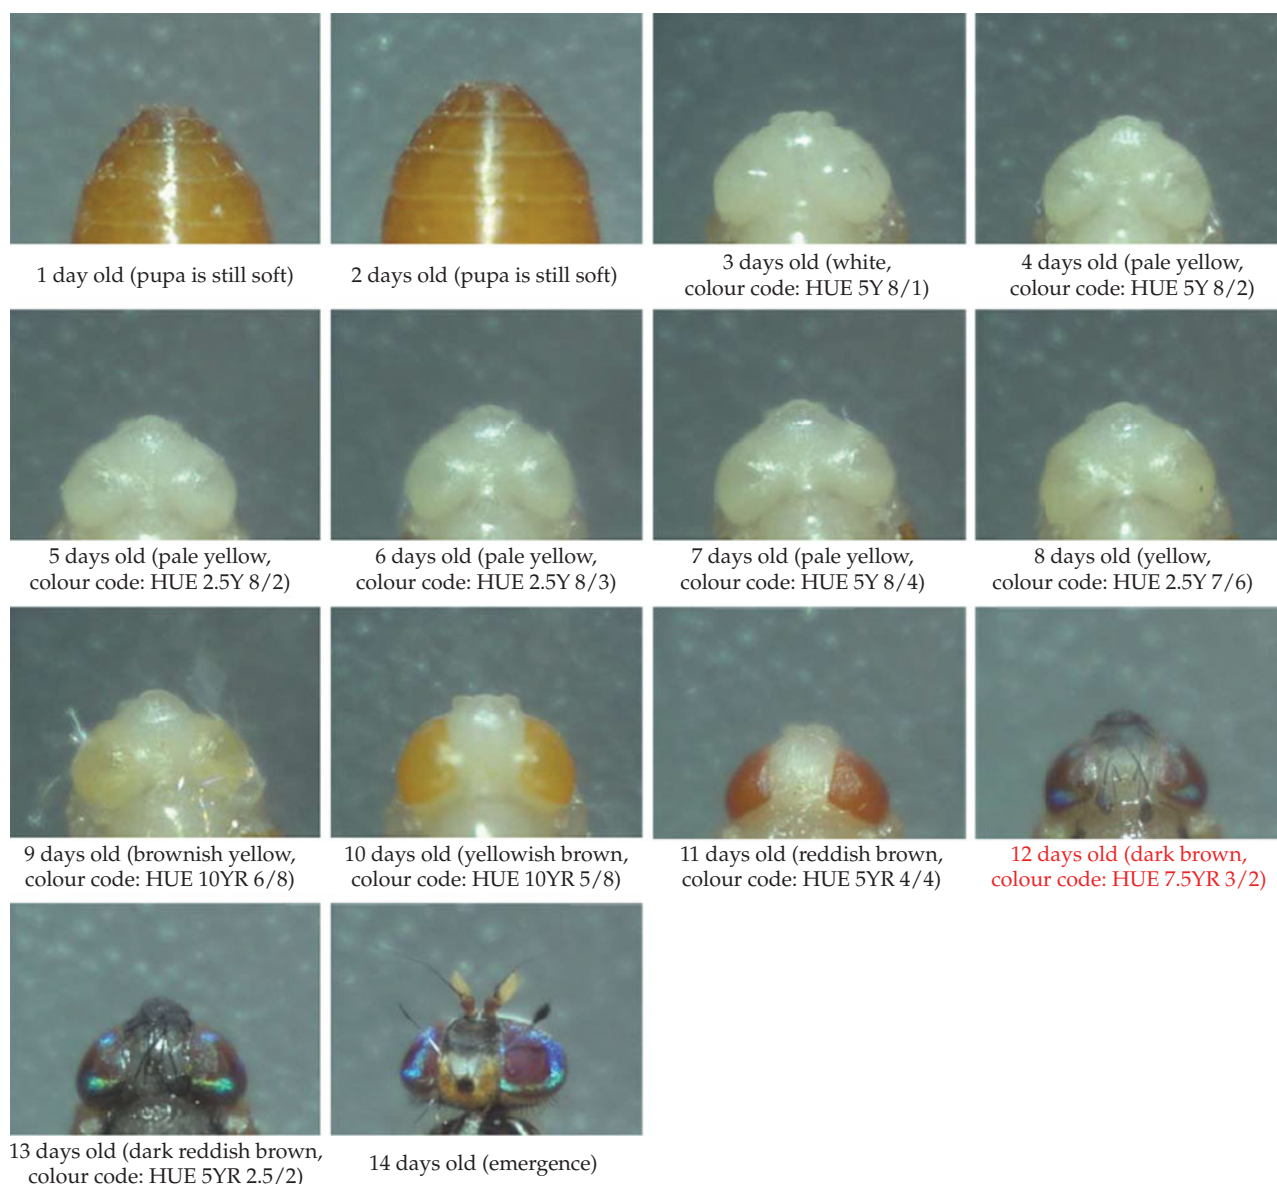 1 day old (pupa is still soft)
2 days old (pupa is still soft)
3 days old (white,
colour code: HUE 5Y 8/1)
4 days old (pale yellow,
colour code: HUE 5Y 8/2)
5 days old (pale yellow,
colour code: HUE 2.5Y 8/2)
6 days old (pale yellow,
colour code: HUE 2.5Y 8/3)
7 days old (pale yellow,
colour code: HUE 5Y 8/4)
8 days old (yellow,
colour code: HUE 2.5Y 7/6)
9 days old (brownish yellow,
colour code: HUE 10YR 6/8)
10 days old (yellowish brown,
colour code: HUE 10YR 5/8)
11 days old (reddish brown,
colour code: HUE 5YR 4/4)
12 days old (dark brown,
colour code: HUE 7.5YR 3/2)
13 days old (dark reddish brown,
colour code: HUE 5YR 2.5/2)
14 days old (emergence)